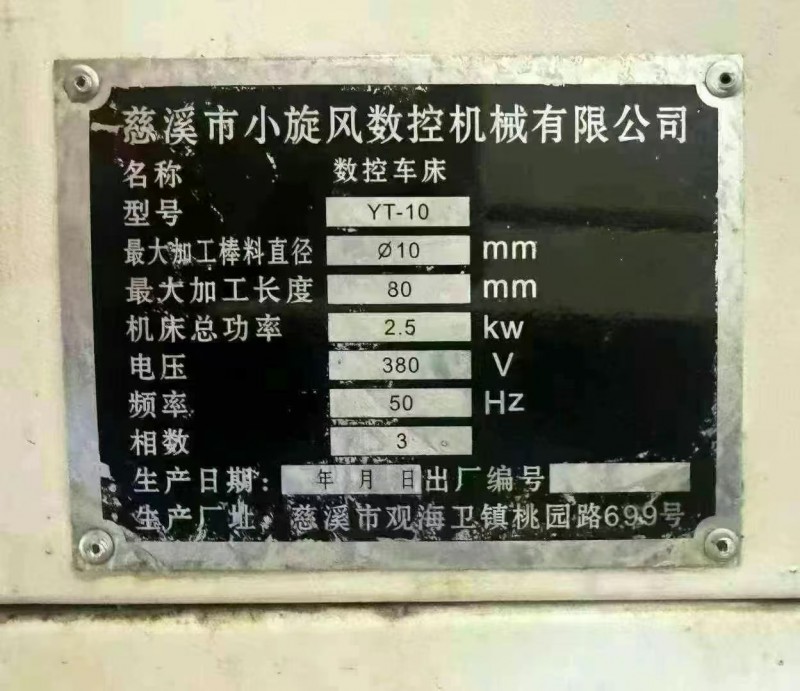 慈溪市小旋风数控机械有限公司
名称 数控车床
型号 YT-10
最大加工棒料直径 Ø10 mm
最大加工长度 80 mm
机床总功率 2.5 kw
电压 380 V
频率 50 Hz
相数 3
生产日期: 年 月 日 出厂编号
生产厂址: 慈溪市观海卫镇桃园路699号